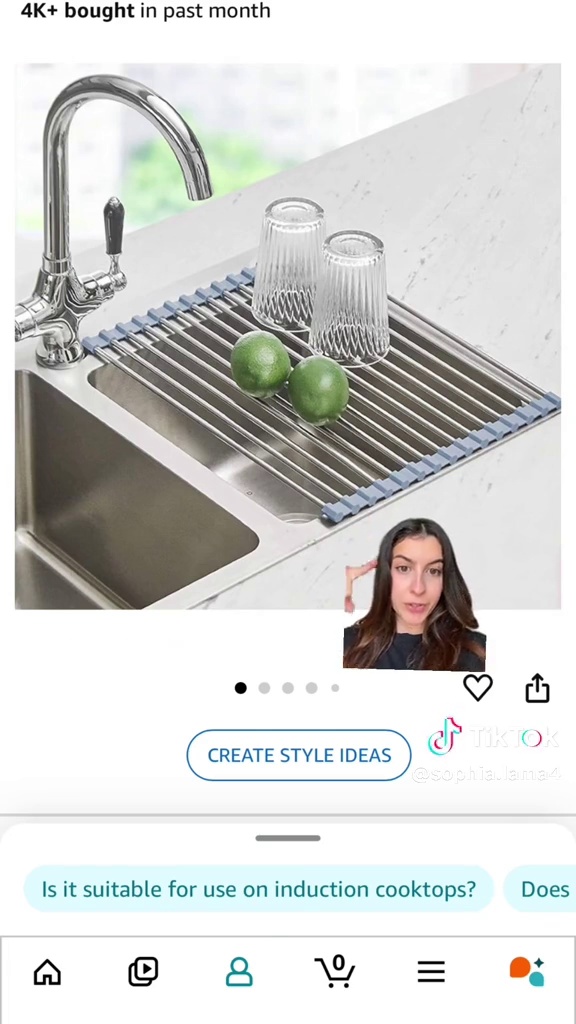 4K+ bought in past month
CREATE STYLE IDEAS
TikTok
@sophia.lama4
Is it suitable for use on induction cooktops?
Does
0